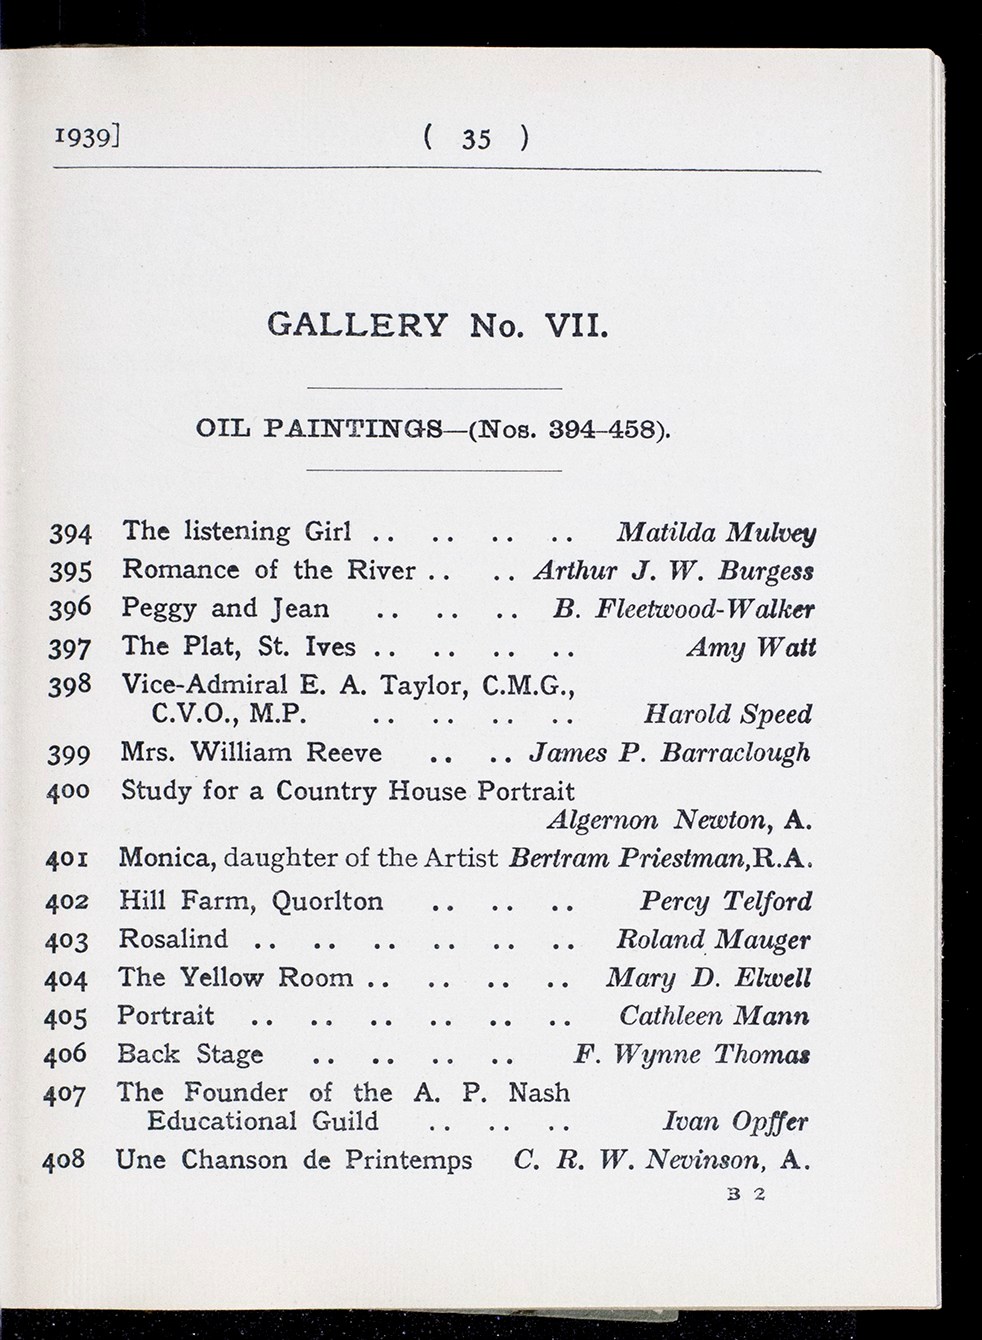 1939]
( 35 )
GALLERY No. VII.
OIL PAINTINGS—(Nos. 394–458).
394 The listening Girl .. .. .. .. Matilda Mulvey
395 Romance of the River .. .. Arthur J. W. Burgess
396 Peggy and Jean .. .. .. B. Fleetwood-Walker
397 The Plat, St. Ives .. .. .. .. Amy Watt
398 Vice-Admiral E. A. Taylor, C.M.G.,
C.V.O., M.P. .. .. .. .. Harold Speed
399 Mrs. William Reeve .. .. James P. Barraclough
400 Study for a Country House Portrait
Algernon Newton, A.
401 Monica, daughter of the Artist Bertram Priestman, R.A.
402 Hill Farm, Quorlton .. .. .. Percy Telford
403 Rosalind .. .. .. .. .. .. Roland Mauger
404 The Yellow Room .. .. .. .. Mary D. Elwell
405 Portrait .. .. .. .. .. .. Cathleen Mann
406 Back Stage .. .. .. .. F. Wynne Thomas
407 The Founder of the A. P. Nash
Educational Guild .. .. .. Ivan Opffer
408 Une Chanson de Printemps C. R. W. Nevinson, A.
B 2